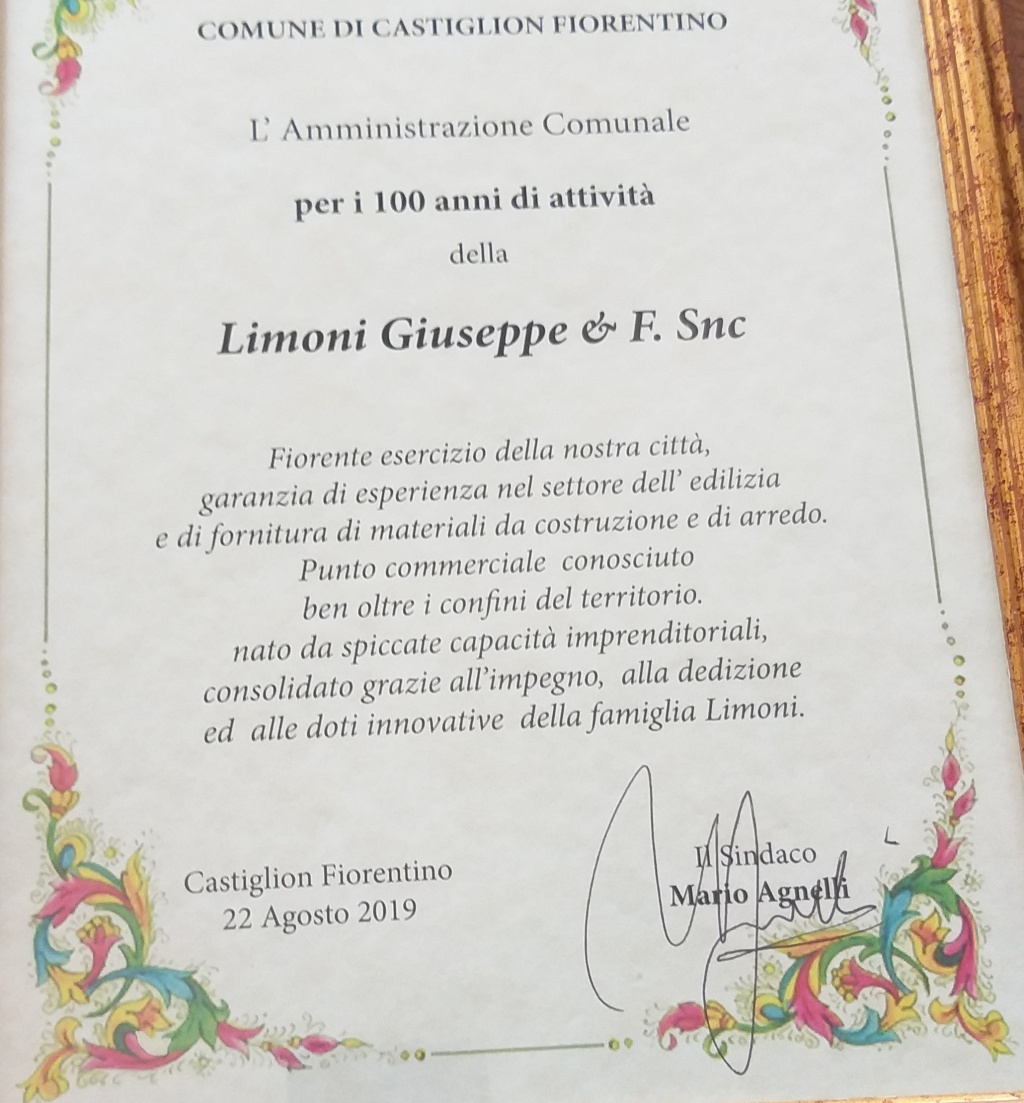 COMUNE DI CASTIGLION FIORENTINO
L' Amministrazione Comunale
per i 100 anni di attività
della
Limoni Giuseppe & F. Snc
Fiorente esercizio della nostra città,
garanzia di esperienza nel settore dell' edilizia
e di fornitura di materiali da costruzione e di arredo.
Punto commerciale conosciuto
ben oltre i confini del territorio.
nato da spiccate capacità imprenditoriali,
consolidato grazie all'impegno, alla dedizione
ed alle doti innovative della famiglia Limoni.
Castiglion Fiorentino
22 Agosto 2019
Il Sindaco
Mario Agnelli